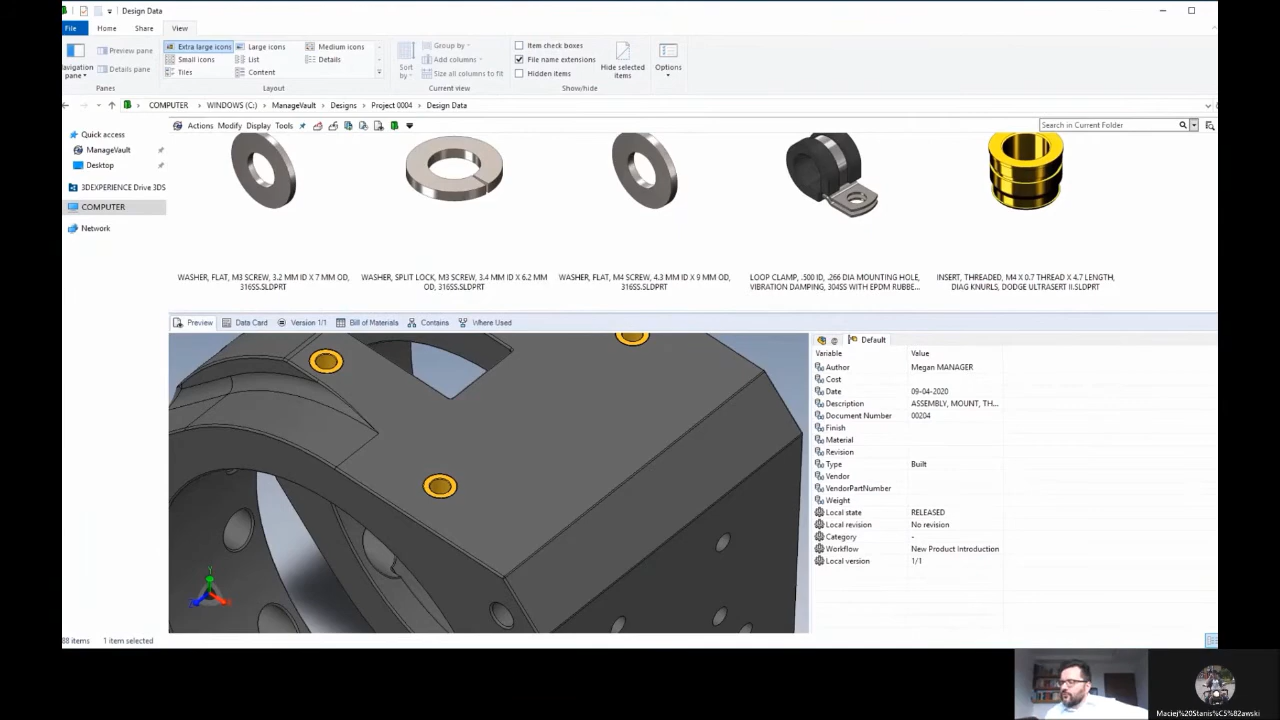 Design Data
File Home Share View
Navigation pane
Preview pane
Details pane
Panes
Extra large icons Large icons Medium icons
Small icons List Details
Tiles Content
Layout
Sort by
Group by
Add columns
Size all columns to fit
Current view
Item check boxes
File name extensions
Hidden items
Hide selected items
Show/hide
Options
COMPUTER > WINDOWS (C:) > ManageVault > Designs > Project 0004 > Design Data
Quick access
ManageVault
Desktop
3DEXPERIENCE Drive 3DS
COMPUTER
Network
Actions Modify Display Tools
Search in Current Folder
WASHER, FLAT, M3 SCREW, 3.2 MM ID X 7 MM OD,
316SS.SLDPRT
WASHER, SPLIT LOCK, M3 SCREW, 3.4 MM ID X 6.2 MM
OD, 316SS.SLDPRT
WASHER, FLAT, M4 SCREW, 4.3 MM ID X 9 MM OD,
316SS.SLDPRT
LOOP CLAMP, .500 ID, .266 DIA MOUNTING HOLE,
VIBRATION DAMPING, 304SS WITH EPDM RUBBE...
INSERT, THREADED, M4 X 0.7 THREAD X 4.7 LENGTH,
DIAG KNURLS, DODGE ULTRASERT II.SLDPRT
Preview Data Card Version 1/1 Bill of Materials Contains Where Used
@ Default
Variable Value
Author Megan MANAGER
Cost
Date 09-04-2020
Description ASSEMBLY, MOUNT, TH...
Document Number 00204
Finish
Material
Revision
Type Built
Vendor
VendorPartNumber
Weight
Local state RELEASED
Local revision No revision
Category -
Workflow New Product Introduction
Local version 1/1
Y
88 items 1 item selected
Maciej%20Stanis%C5%82awski